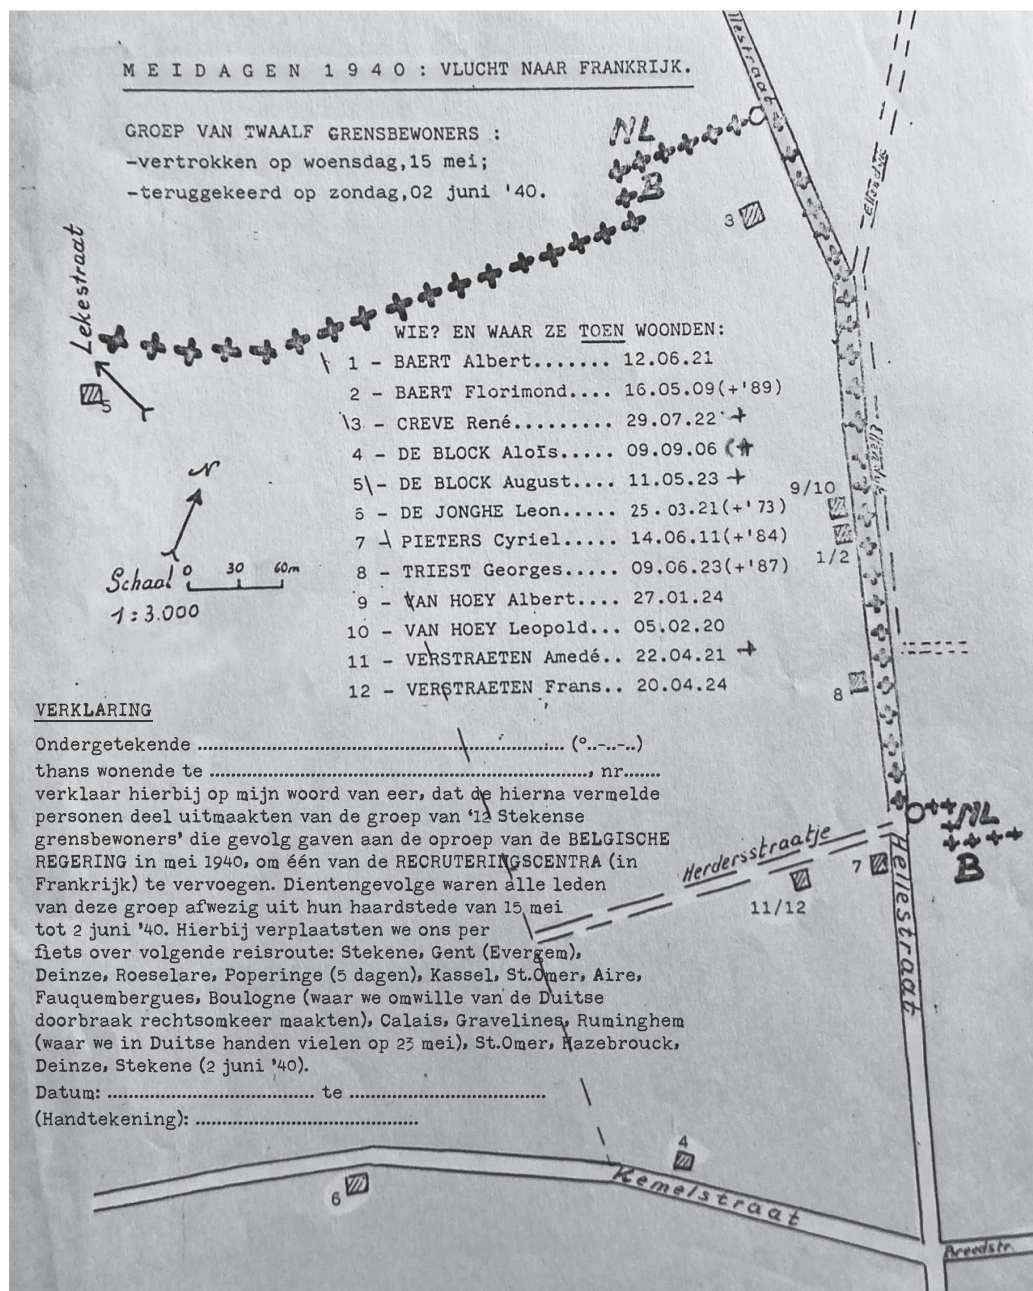 MEIDAGEN 1940: VLUCHT NAAR FRANKRIJK.
GROEP VAN TWAALF GRENSBEWONERS :
-vertrokken op woensdag,15 mei;
-teruggekeerd op zondag,02 juni '40.
NL
B
3
Lekestraat
5
WIE? EN WAAR ZE TOEN WOONDEN:
1 - BAERT Albert....... 12.06.21
2 - BAERT Florimond.... 16.05.09(+'89)
3 - CREVE René......... 29.07.22 +
4 - DE BLOCK Aloïs..... 09.09.06 (+
5 - DE BLOCK August.... 11.05.23 +
6 - DE JONGHE Leon..... 25.03.21(+'73)
7 - PIETERS Cyriel..... 14.06.11(+'84)
8 - TRIEST Georges..... 09.06.23(+'87)
9 - VAN HOEY Albert.... 27.01.24
10 - VAN HOEY Leopold... 05.02.20
11 - VERSTRAETEN Amedé.. 22.04.21 +
12 - VERSTRAETEN Frans.. 20.04.24
9/10
1/2
8
N
Schaal 0 30 60m
1:3.000
VERKLARING
Ondergetekende .................................................................. (°..-..-..)
thans wonende te ....................................................................., nr.......
verklaar hierbij op mijn woord van eer, dat de hierna vermelde
personen deel uitmaakten van de groep van '12 Stekense
grensbewoners' die gevolg gaven aan de oproep van de BELGISCHE
REGERING in mei 1940, om één van de RECRUTERINGSCENTRA (in
Frankrijk) te vervoegen. Dientengevolge waren alle leden
van deze groep afwezig uit hun haardstede van 15 mei
tot 2 juni '40. Hierbij verplaatsten we ons per
fiets over volgende reisroute: Stekene, Gent (Evergem),
Deinze, Roeselare, Poperinge (5 dagen), Kassel, St.Omer, Aire,
Fauquembergues, Boulogne (waar we omwille van de Duitse
doorbraak rechtsomkeer maakten), Calais, Gravelines, Ruminghem
(waar we in Duitse handen vielen op 23 mei), St.Omer, Hazebrouck,
Deinze, Stekene (2 juni '40).
Datum: ..................................... te ...................................
(Handtekening): ........................................
NL
B
Herdersstraatje
7
11/12
Hellestraat
4
6
Kemelstraat
Breedstr.